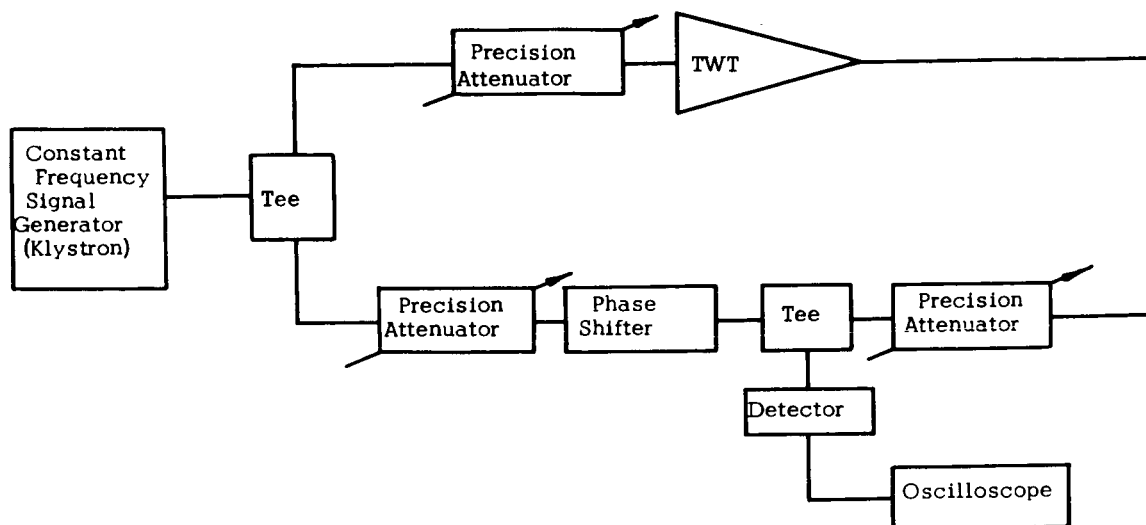 Precision
Attenuator
TWT
Constant
Frequency
Signal
Generator
(Klystron)
Tee
Precision
Attenuator
Phase
Shifter
Tee
Precision
Attenuator
Detector
Oscilloscope